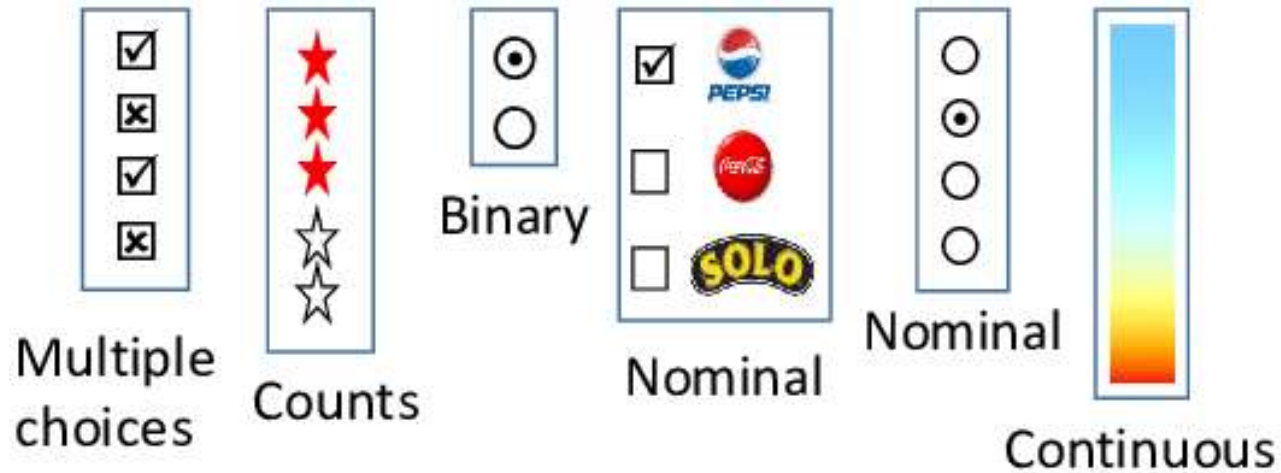 PEPSI
Coca-Cola
SOLO
Binary
Multiple
choices
Counts
Nominal
Nominal
Continuous